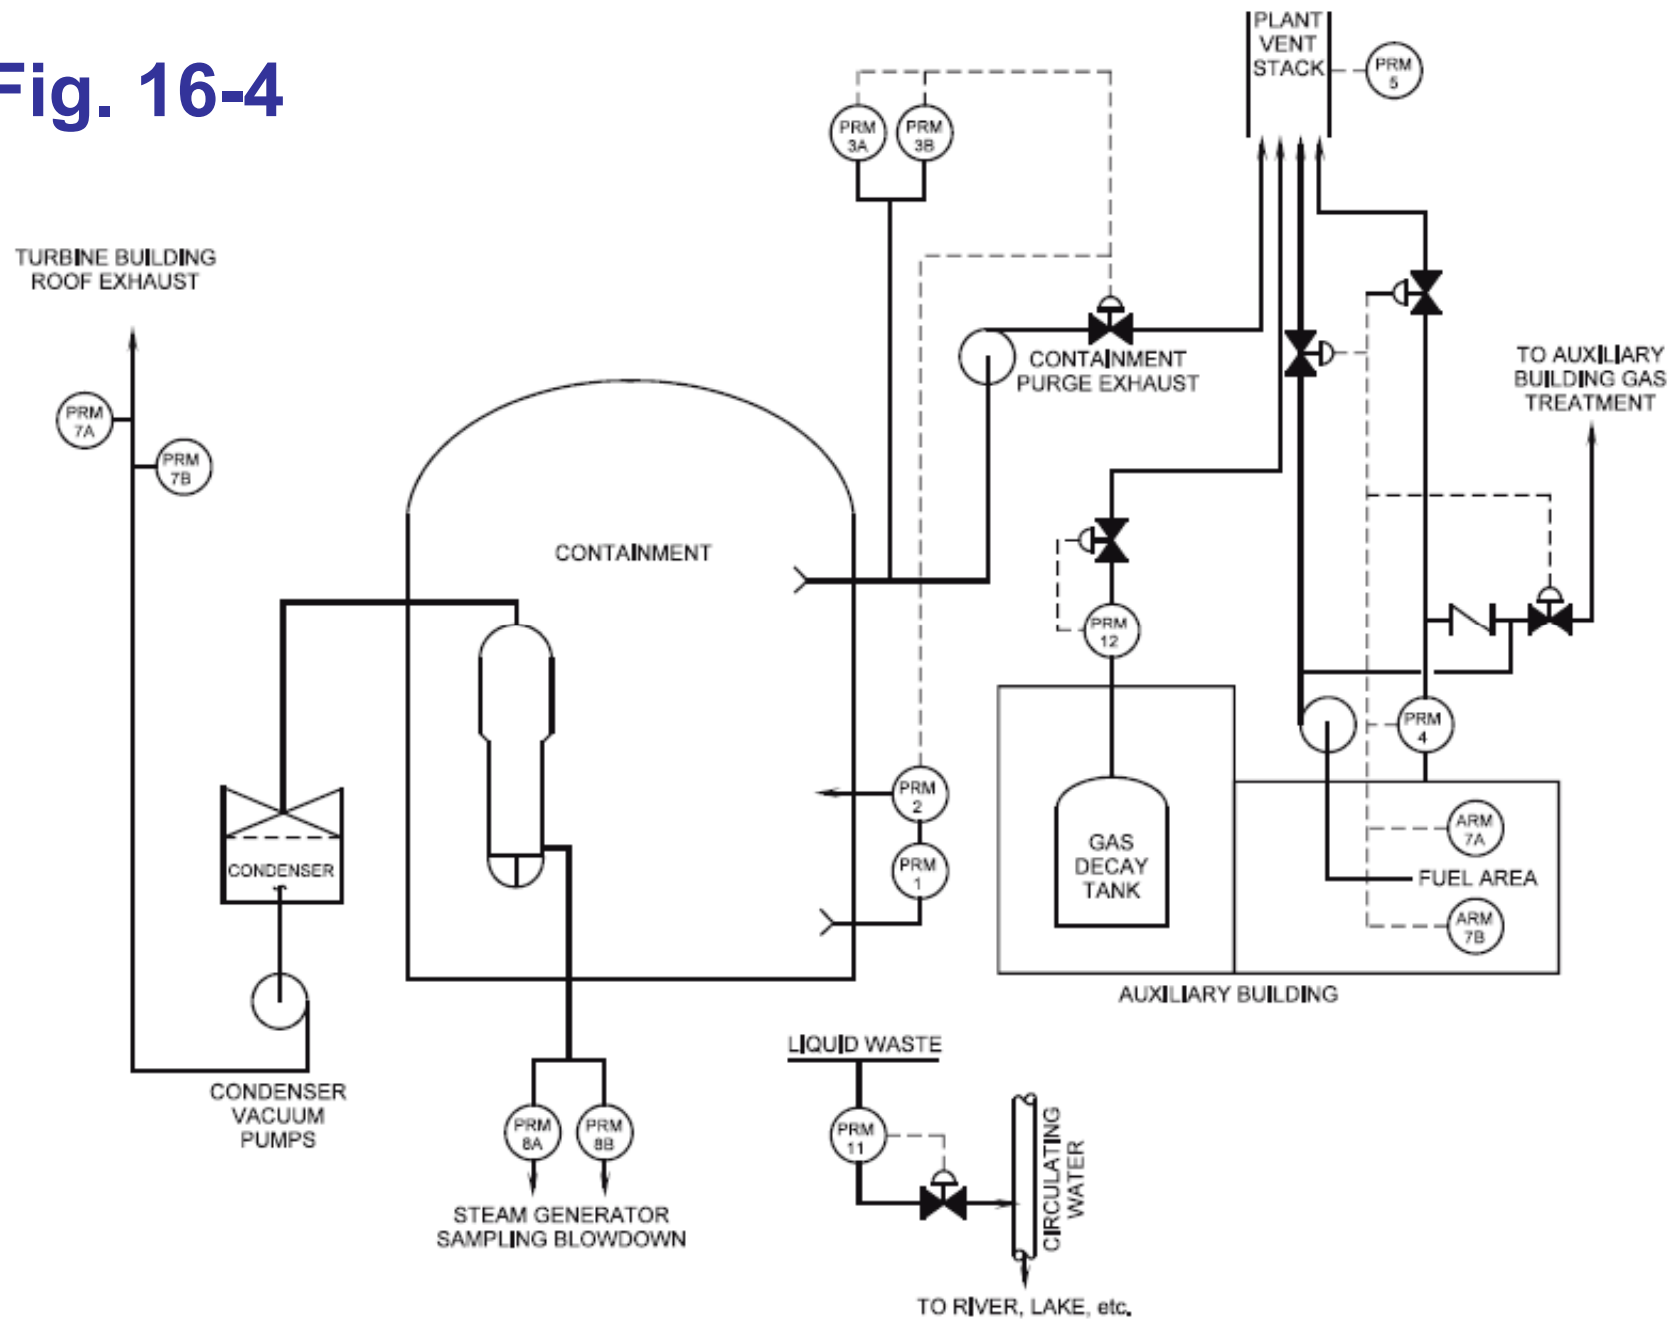 Fig. 16-4
PLANT
VENT
STACK
PRM
5
PRM
3A
PRM
3B
TURBINE BUILDING
ROOF EXHAUST
CONTAINMENT
PURGE EXHAUST
TO AUXILIARY
BUILDING GAS
TREATMENT
PRM
7A
PRM
7B
CONTAINMENT
PRM
12
PRM
4
PRM
2
PRM
1
GAS
DECAY
TANK
ARM
7A
FUEL AREA
ARM
7B
CONDENSER
AUXILIARY BUILDING
CONDENSER
VACUUM
PUMPS
PRM
8A
PRM
8B
STEAM GENERATOR
SAMPLING BLOWDOWN
LIQUID WASTE
PRM
11
CIRCULATING
WATER
TO RIVER, LAKE, etc.